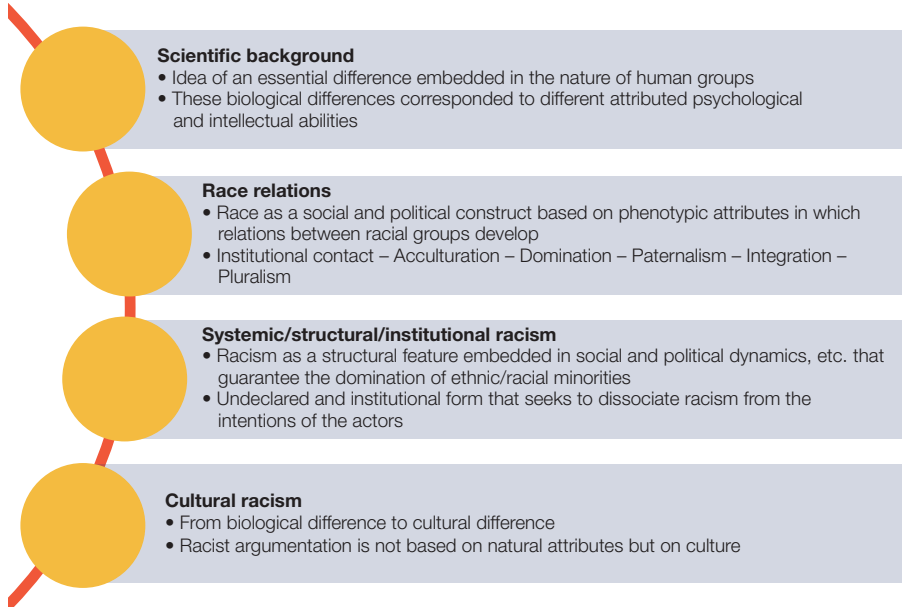 Scientific background
• Idea of an essential difference embedded in the nature of human groups
• These biological differences corresponded to different attributed psychological
and intellectual abilities
Race relations
• Race as a social and political construct based on phenotypic attributes in which
relations between racial groups develop
• Institutional contact – Acculturation – Domination – Paternalism – Integration –
Pluralism
Systemic/structural/institutional racism
• Racism as a structural feature embedded in social and political dynamics, etc. that
guarantee the domination of ethnic/racial minorities
• Undeclared and institutional form that seeks to dissociate racism from the
intentions of the actors
Cultural racism
• From biological difference to cultural difference
• Racist argumentation is not based on natural attributes but on culture